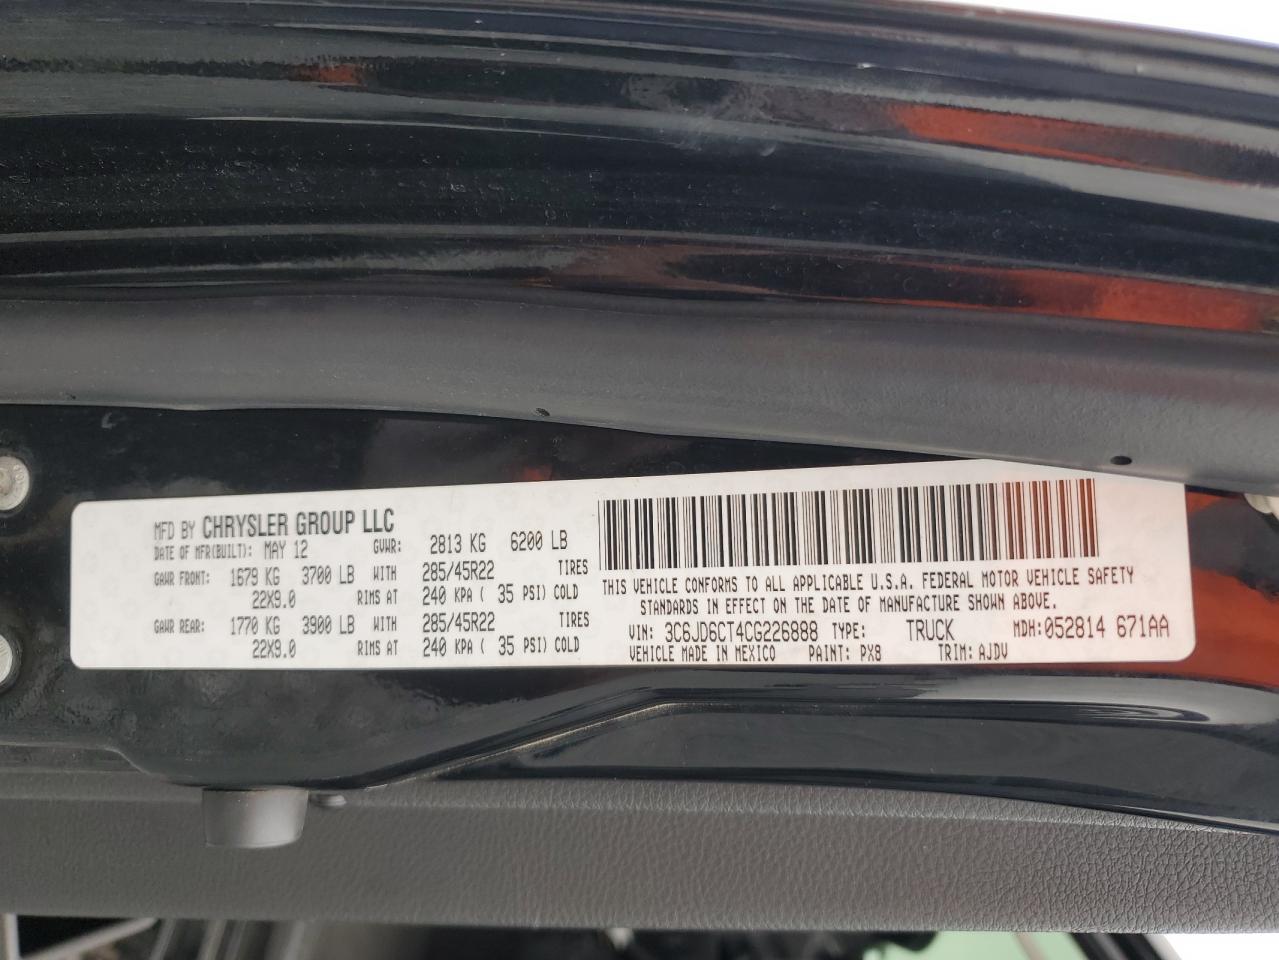 MFD BY CHRYSLER GROUP LLC
DATE OF MFR(BUILT): MAY 12 GVWR: 2813 KG 6200 LB
GAWR FRONT: 1679 KG 3700 LB WITH 285/45R22 TIRES
22X9.0 RIMS AT 240 KPA ( 35 PSI) COLD
GAWR REAR: 1770 KG 3900 LB WITH 285/45R22 TIRES
22X9.0 RIMS AT 240 KPA ( 35 PSI) COLD
THIS VEHICLE CONFORMS TO ALL APPLICABLE U.S.A. FEDERAL MOTOR VEHICLE SAFETY
STANDARDS IN EFFECT ON THE DATE OF MANUFACTURE SHOWN ABOVE.
VIN: 3C6JD6CT4CG226888 TYPE: TRUCK MDH:052814 671AA
VEHICLE MADE IN MEXICO PAINT: PX8 TRIM: AJDV